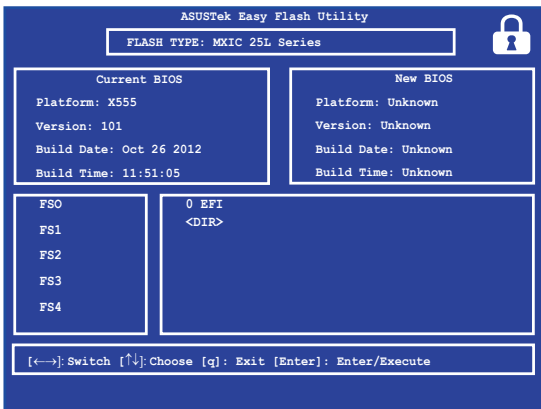 ASUSTek Easy Flash Utility
FLASH TYPE: MXIC 25L Series
Current BIOS
Platform: X555
Version: 101
Build Date: Oct 26 2012
Build Time: 11:51:05
New BIOS
Platform: Unknown
Version: Unknown
Build Date: Unknown
Build Time: Unknown
FS0
FS1
FS2
FS3
FS4
0 EFI
<DIR>
[←→]: Switch [↑↓]: Choose [q]: Exit [Enter]: Enter/Execute